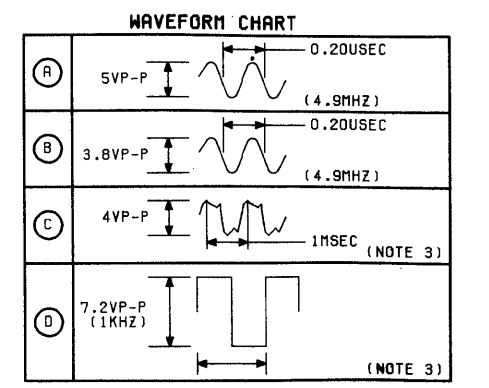 WAVEFORM CHART
A
5VP-P
0.20USEC
(4.9MHZ)
B
3.8VP-P
0.20USEC
(4.9MHZ)
C
4VP-P
1MSEC
(NOTE 3)
D
7.2VP-P
(1KHZ)
(NOTE 3)